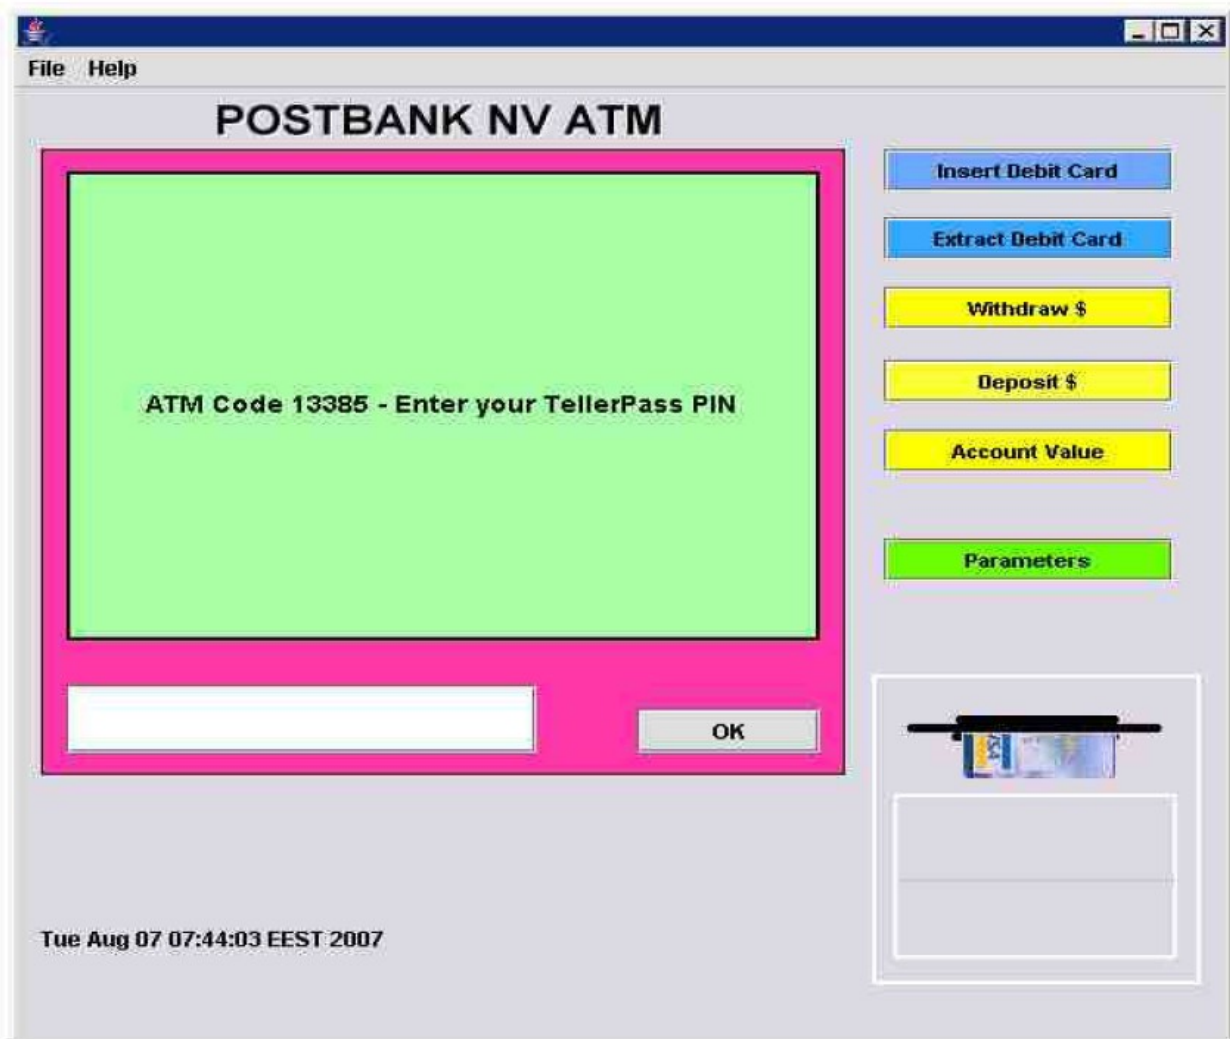 File Help
POSTBANK NV ATM
Insert Debit Card
Extract Debit Card
Withdraw $
Deposit $
ATM Code 13385 - Enter your TellerPass PIN
Account Value
Parameters
OK
VISA
Tue Aug 07 07:44:03 EEST 2007